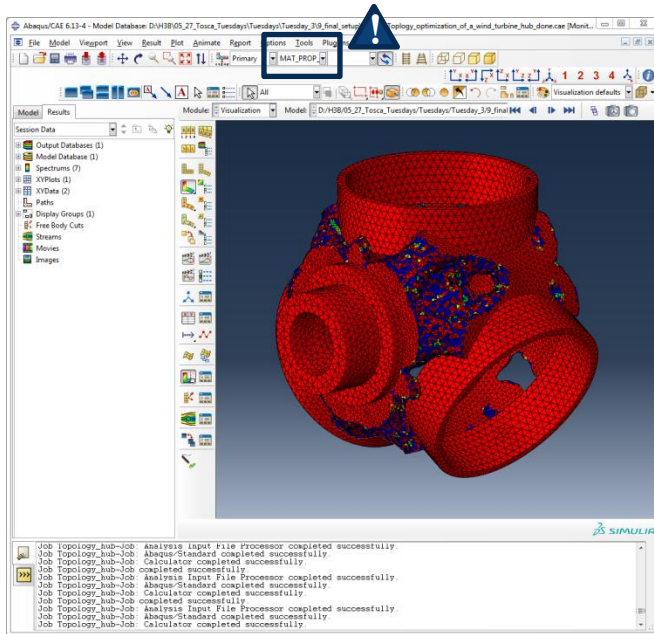 Abaqus/CAE 6.13-4 - Model Database: D:\H3B\05_27_Tosca_Tuesdays\Tuesdays\Tuesday_3\9_final_setup Topology_optimization_of_a_wind_turbine_hub_done.cae [Monit...
File Model Viewport View Result Plot Animate Report Options Tools Plug-ins
Primary MAT_PROP_
1 2 3 4
A All Visualization defaults
Model Results Module: Visualization Model: D:/H3B/05_27_Tosca_Tuesdays/Tuesdays/Tuesday_3/9_final
Session Data
Output Databases (1)
Model Database (1)
Spectrums (7)
XYPlots (1)
XYData (2)
Paths
Display Groups (1)
Free Body Cuts
Streams
Movies
Images
SIMULIA
Job Topology_hub-Job: Analysis Input File Processor completed successfully.
Job Topology_hub-Job: Abaqus/Standard completed successfully.
Job Topology_hub-Job: Calculator completed successfully.
Job Topology_hub-Job completed successfully.
Job Topology_hub-Job: Analysis Input File Processor completed successfully.
Job Topology_hub-Job: Abaqus/Standard completed successfully.
Job Topology_hub-Job: Calculator completed successfully.
Job Topology_hub-Job completed successfully.
Job Topology_hub-Job: Analysis Input File Processor completed successfully.
Job Topology_hub-Job: Abaqus/Standard completed successfully.
Job Topology_hub-Job: Calculator completed successfully.